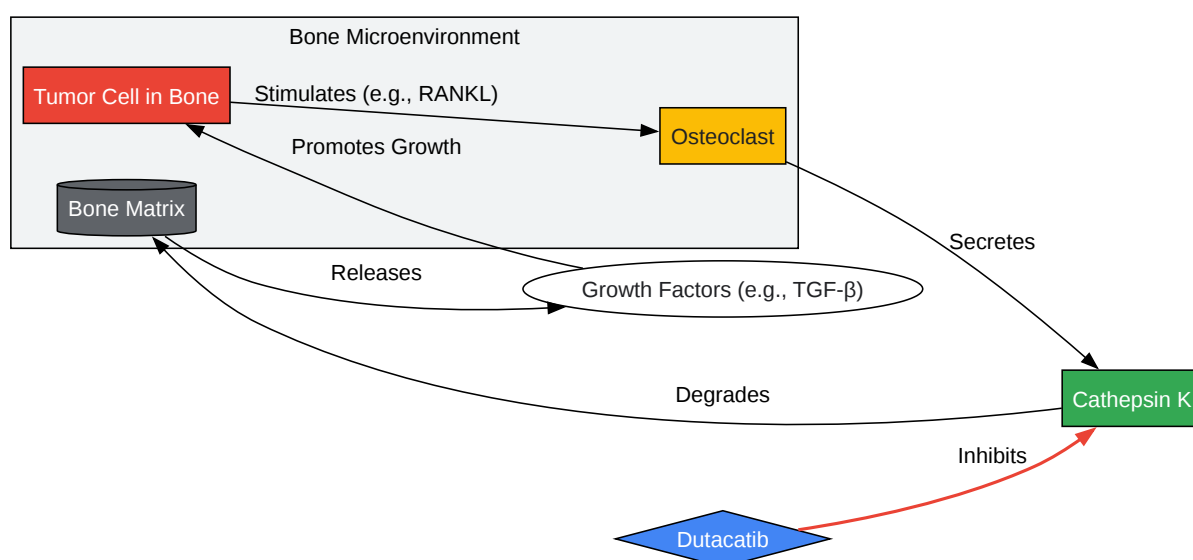 Bone Microenvironment
Tumor Cell in Bone
Stimulates (e.g., RANKL)
Osteoclast
Promotes Growth
Bone Matrix
Secretes
Releases
Growth Factors (e.g., TGF-β)
Degrades
Cathepsin K
Inhibits
Dutacatib